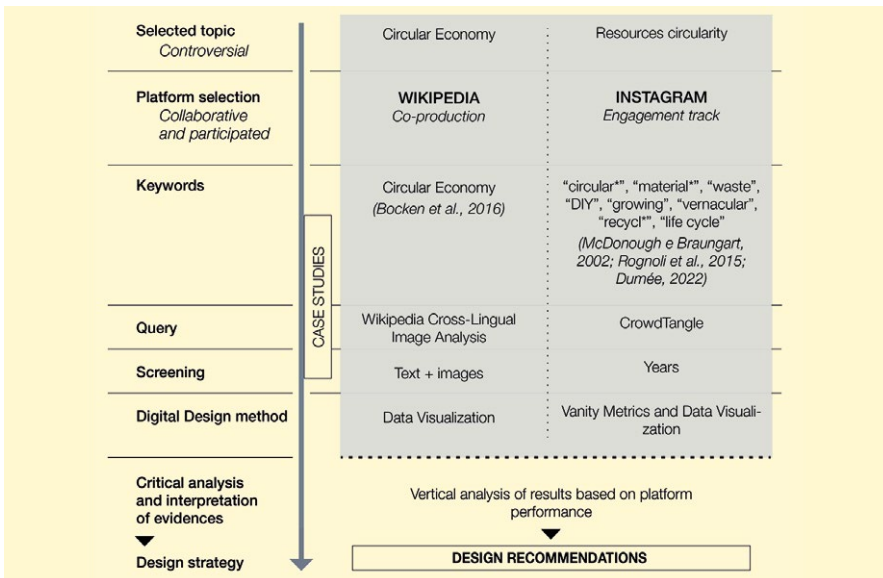 Selected topic
Controversial
Circular Economy
Resources circularity
Platform selection
Collaborative
and participated
WIKIPEDIA
Co-production
INSTAGRAM
Engagement track
Keywords
Circular Economy
(Bocken et al., 2016)
“circular*”, “material*”, “waste”,
“DIY”, “growing”, “vernacular”,
“recycl*”, “life cycle”
(McDonough e Braungart,
2002; Rognoli et al., 2015;
Dumée, 2022)
CASE STUDIES
Query
Wikipedia Cross-Lingual
Image Analysis
CrowdTangle
Screening
Text + images
Years
Digital Design method
Data Visualization
Vanity Metrics and Data Visuali-
zation
Critical analysis
and interpretation
of evidences
Vertical analysis of results based on platform
performance
Design strategy
DESIGN RECOMMENDATIONS